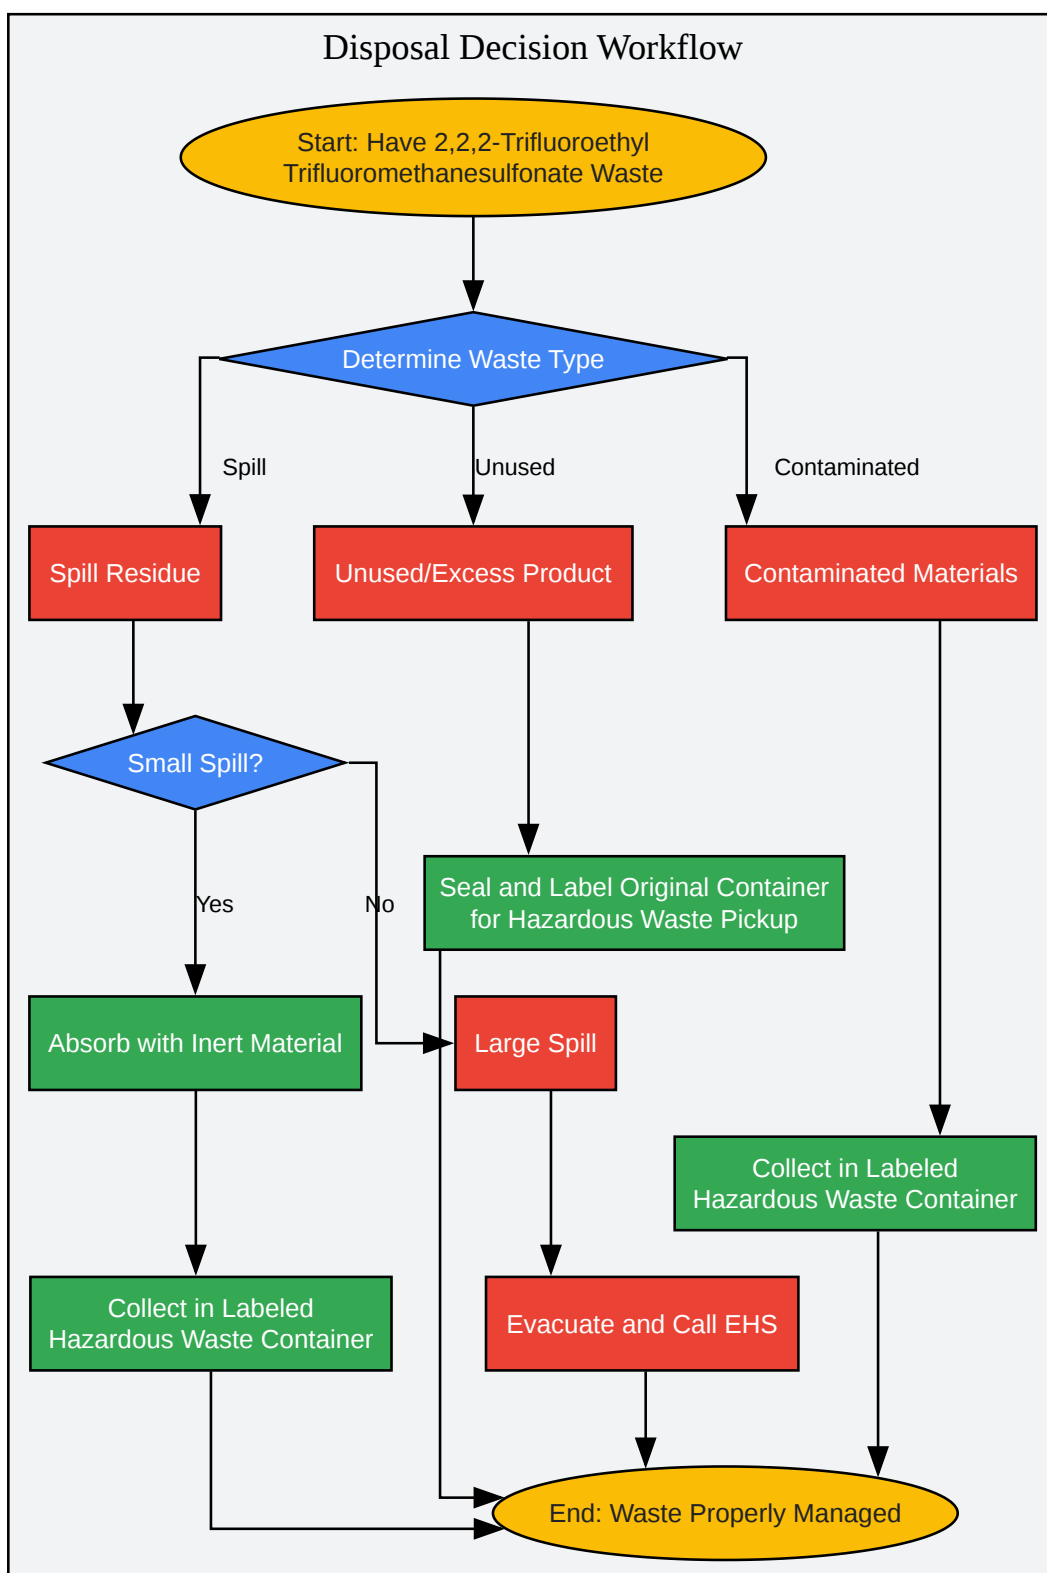 Disposal Decision Workflow
Start: Have 2,2,2-Trifluoroethyl
Trifluoromethanesulfonate Waste
Determine Waste Type
Spill
Unused
Contaminated
Spill Residue
Unused/Excess Product
Contaminated Materials
Small Spill?
Seal and Label Original Container
for Hazardous Waste Pickup
Yes
No
Absorb with Inert Material
Large Spill
Collect in Labeled
Hazardous Waste Container
Collect in Labeled
Hazardous Waste Container
Evacuate and Call EHS
End: Waste Properly Managed